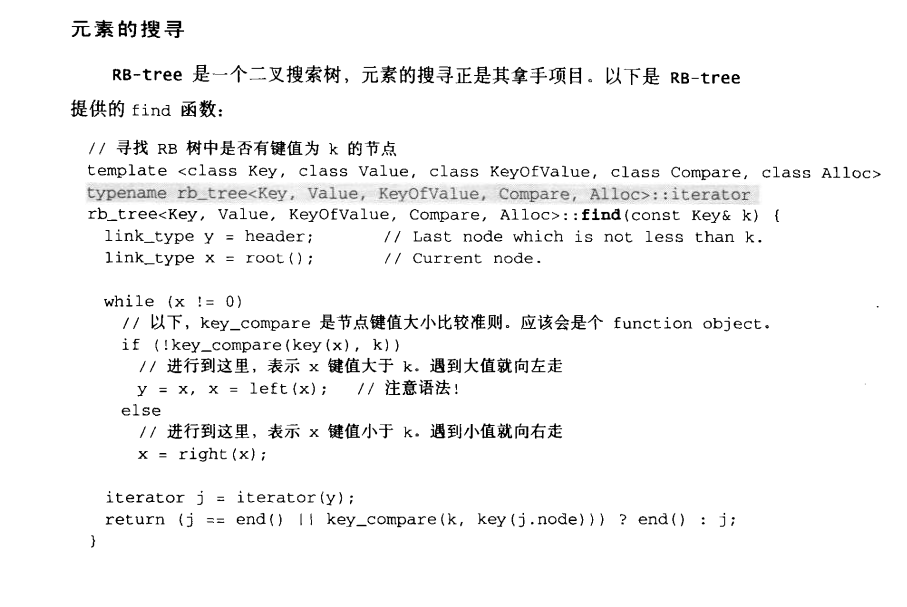 元素的搜寻
RB-tree 是一个二叉搜索树，元素的搜寻正是其拿手项目。以下是 RB-tree
提供的 find 函数：
// 寻找 RB 树中是否有键值为 k 的节点
template <class Key, class Value, class KeyOfValue, class Compare, class Alloc>
typename rb_tree<Key, Value, KeyOfValue, Compare, Alloc>::iterator
rb_tree<Key, Value, KeyOfValue, Compare, Alloc>::find(const Key& k) {
link_type y = header; // Last node which is not less than k.
link_type x = root(); // Current node.
while (x != 0)
// 以下，key_compare 是节点键值大小比较准则。应该会是个 function object。
if (!key_compare(key(x), k))
// 进行到这里，表示 x 键值大于 k。遇到大值就向左走
y = x, x = left(x); // 注意语法！
else
// 进行到这里，表示 x 键值小于 k。遇到小值就向右走
x = right(x);
iterator j = iterator(y);
return (j == end() || key_compare(k, key(j.node))) ? end() : j;
}